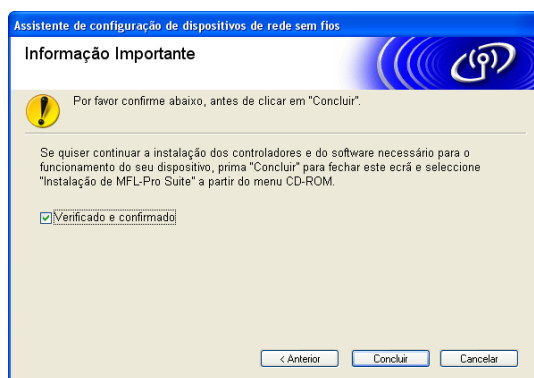 Assistente de configuração de dispositivos de rede sem fios
Informação Importante
Por favor confirme abaixo, antes de clicar em "Concluir".
Se quiser continuar a instalação dos controladores e do software necessário para o
funcionamento do seu dispositivo, prima "Concluir" para fechar este ecrã e seleccione
"Instalação de MFL-Pro Suite" a partir do menu CD-ROM.
Verificado e confirmado
< Anterior
Concluir
Cancelar